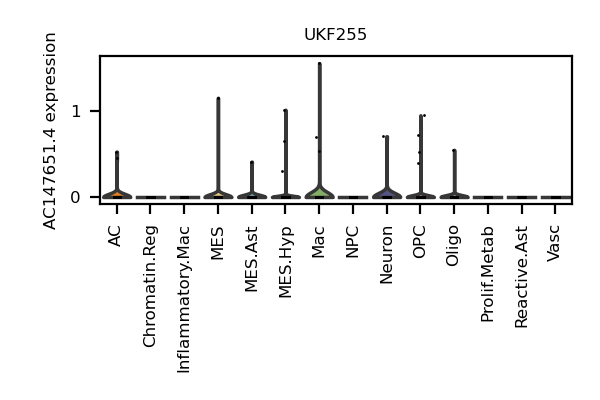 UKF255
AC147651.4 expression
1
0
AC
Chromatin.Reg
Inflammatory.Mac
MES
MES.Ast
MES.Hyp
Mac
NPC
Neuron
OPC
Oligo
Prolif.Metab
Reactive.Ast
Vasc